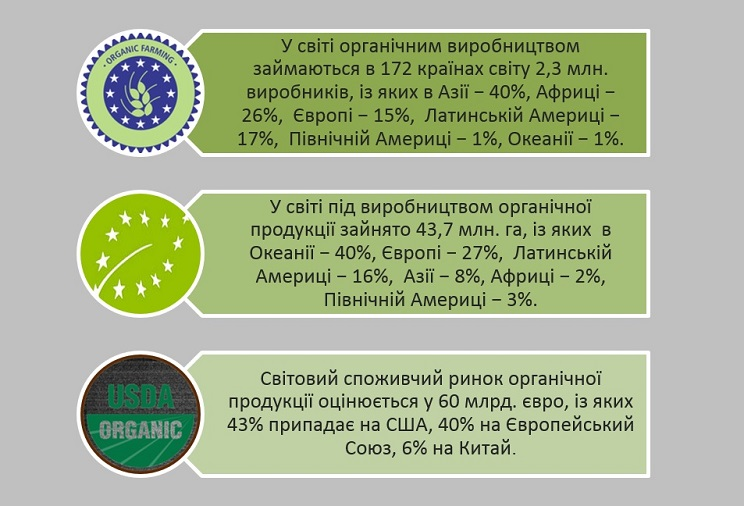 · ORGANIC FARMING ·
У світі органічним виробництвом
займаються в 172 країнах світу 2,3 млн.
виробників, із яких в Азії – 40%, Африці –
26%, Європі – 15%, Латинській Америці –
17%, Північній Америці – 1%, Океанії – 1%.
У світі під виробництвом органічної
продукції зайнято 43,7 млн. га, із яких в
Океанії – 40%, Європі – 27%, Латинській
Америці – 16%, Азії – 8%, Африці – 2%,
Північній Америці – 3%.
USDA
ORGANIC
Світовий споживчий ринок органічної
продукції оцінюється у 60 млрд. євро, із яких
43% припадає на США, 40% на Європейський
Союз, 6% на Китай.